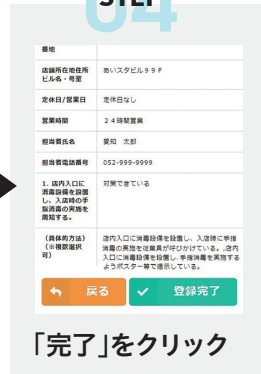 STEP
04
番地
店舗所在地住所
ビル名・号室
あいスタビル９９Ｆ
定休日/営業日
定休日なし
営業時間
２４時間営業
担当者氏名
愛知 太郎
担当者電話番号
052-999-9999
1. 店内入口に
消毒設備を設置
し、入店時の手
指消毒の実施を
周知する。
対策できている
（具体的方法）
（※複数選択
可）
店内入口に消毒設備を設置し、入店時に手指
消毒の実施を従業員が呼びかけている。,店内
入口に消毒設備を設置し、手指消毒を実施する
ようポスター等で掲示している。
戻る
登録完了
「完了」をクリック